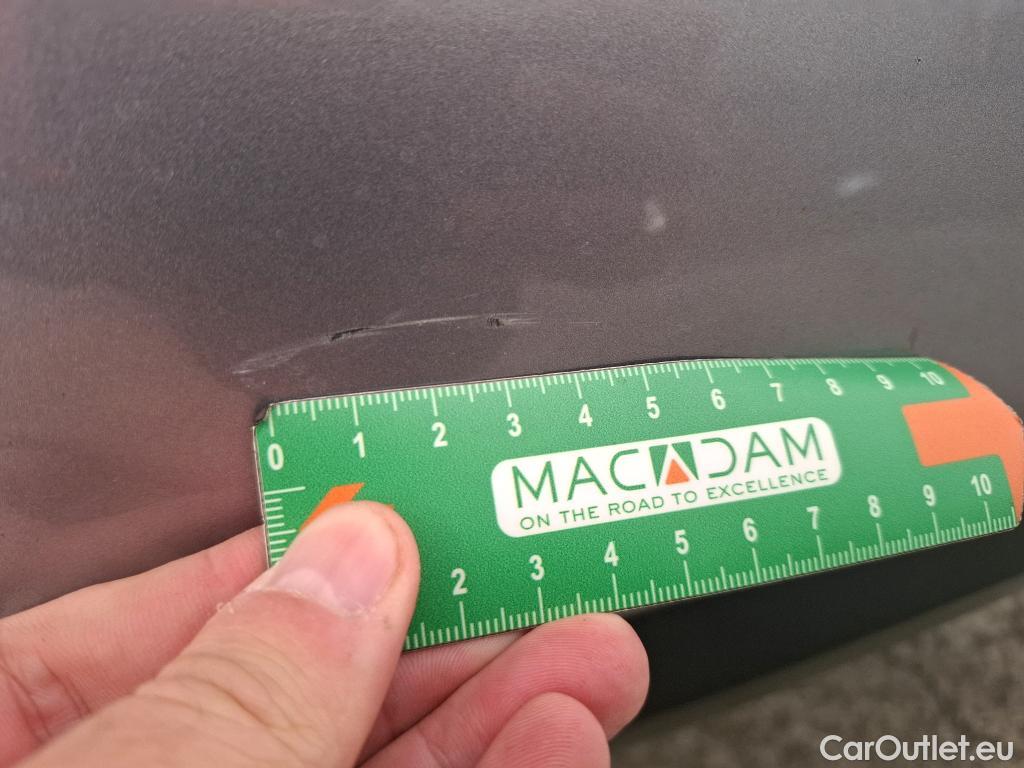 0 1 2 3 4 5 6 7 8 9 10
MACADAM
ON THE ROAD TO EXCELLENCE
2 3 4 5 6 7 8 9 10
CarOutlet.eu